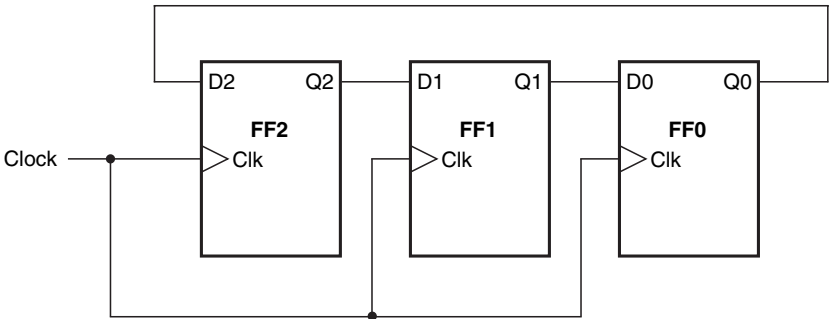 D2 Q2 D1 Q1 D0 Q0
FF2 FF1 FF0
Clock Clk Clk Clk